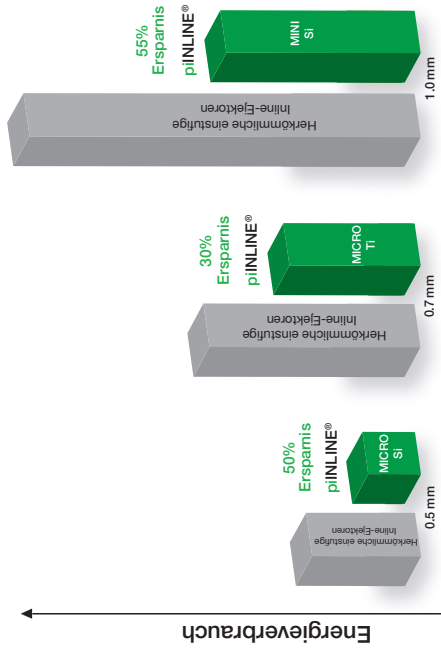 Energieverbrauch
Herkömmliche einstufige
Inline-Ejektoren
50%
Ersparnis
piINLINE®
MICRO
Si
0.5 mm
Herkömmliche einstufige
Inline-Ejektoren
30%
Ersparnis
piINLINE®
MICRO
Ti
0.7 mm
Herkömmliche einstufige
Inline-Ejektoren
55%
Ersparnis
piINLINE®
MINI
Si
1.0 mm